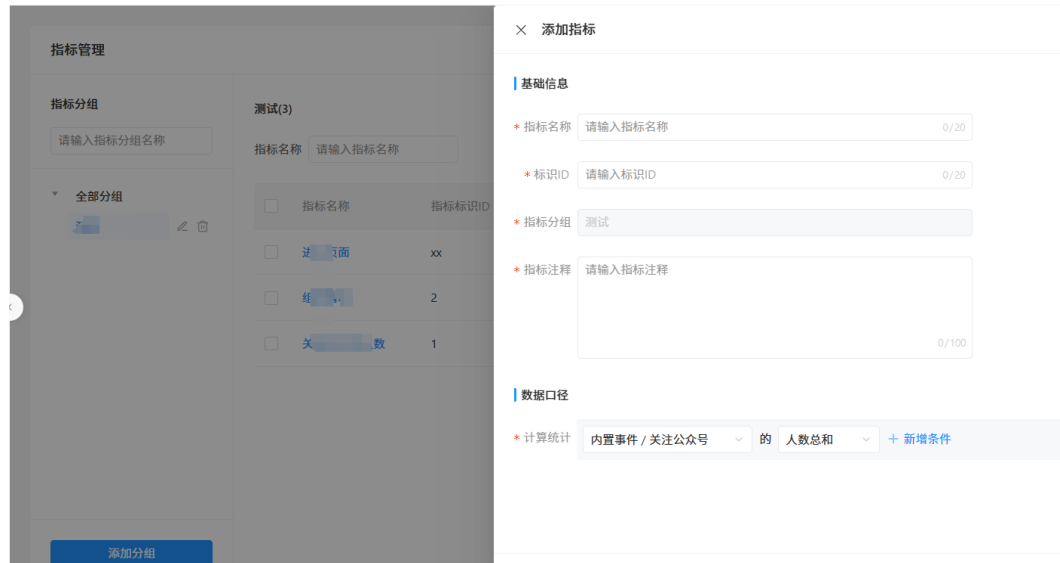 指标管理
指标分组
请输入指标分组名称
全部分组
测试(3)
指标名称 请输入指标名称
指标名称 指标标识ID
进 页面 xx
组 2
关 数 1
添加分组
添加指标
基础信息
* 指标名称 请输入指标名称 0/20
* 标识ID 请输入标识ID 0/20
* 指标分组 测试
* 指标注释 请输入指标注释
0/100
数据口径
* 计算统计 内置事件 / 关注公众号 的 人数总和 + 新增条件